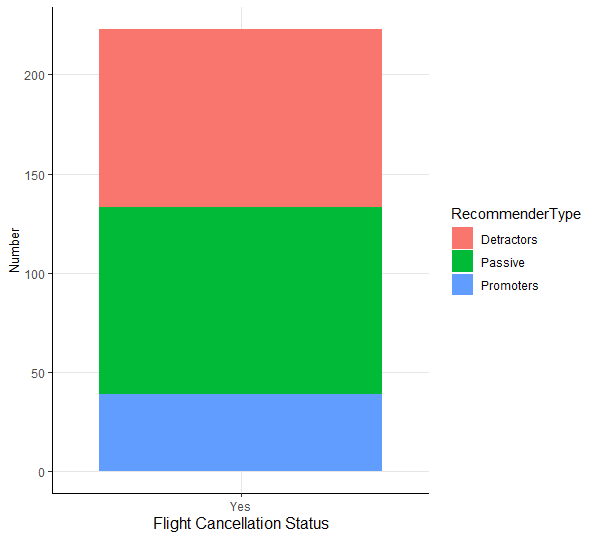 Number
200
150
100
50
0
Yes
Flight Cancellation Status
RecommenderType
Detractors
Passive
Promoters